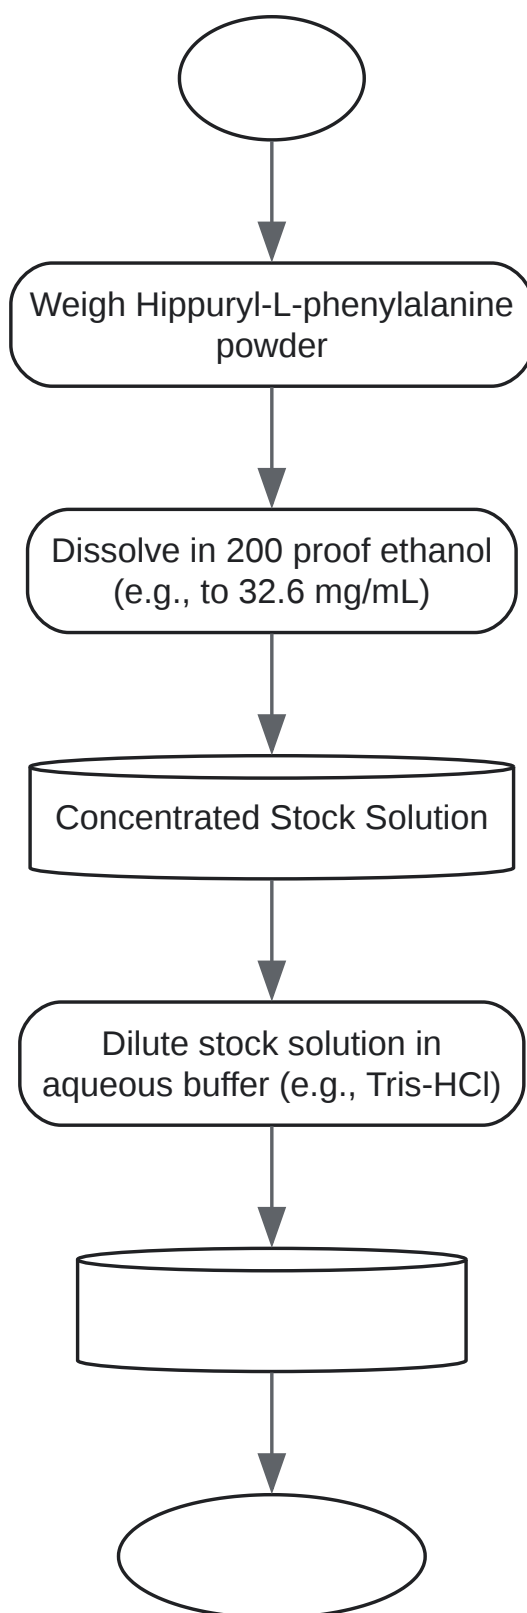 Weigh Hippuryl-L-phenylalanine
powder
Dissolve in 200 proof ethanol
(e.g., to 32.6 mg/mL)
Concentrated Stock Solution
Dilute stock solution in
aqueous buffer (e.g., Tris-HCl)